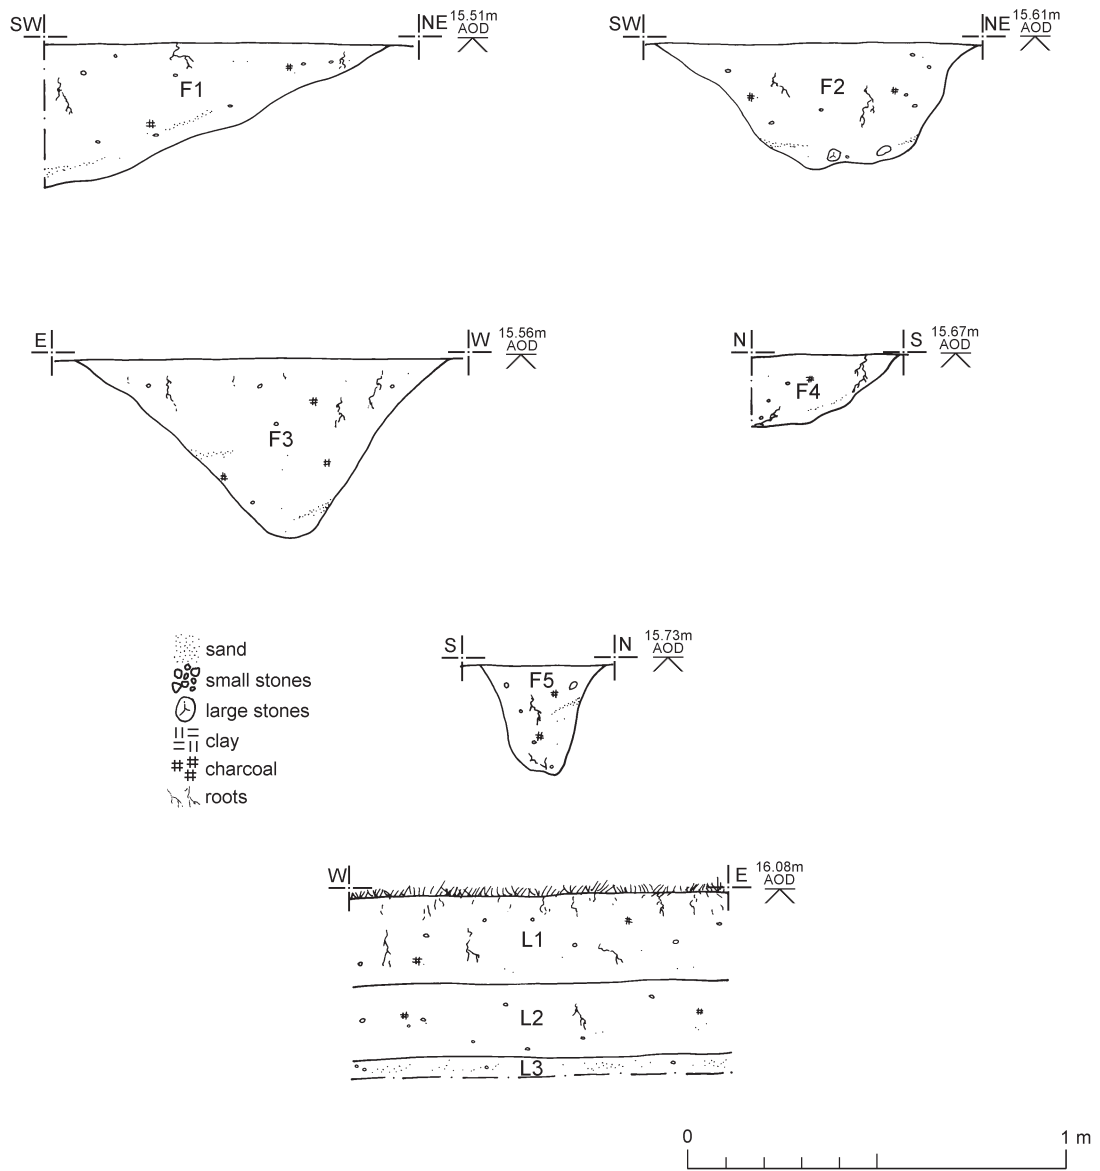 SW
NE
15.51m
AOD
F1
SW
NE
15.61m
AOD
F2
E
W
15.56m
AOD
F3
N
S
15.67m
AOD
F4
S
N
15.73m
AOD
F5
sand
small stones
large stones
clay
charcoal
roots
W
E
16.08m
AOD
L1
L2
L3
0
1 m